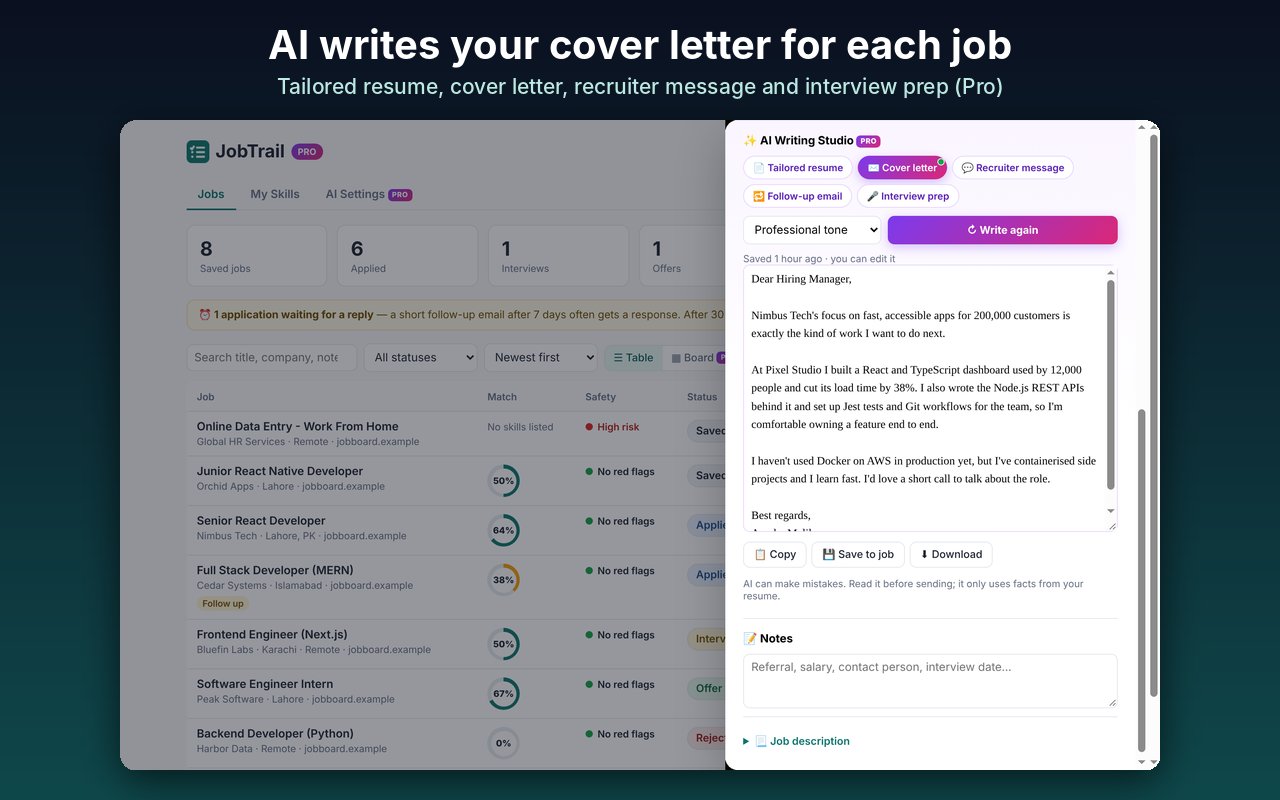 AI writes your cover letter for each job
Tailored resume, cover letter, recruiter message and interview prep (Pro)
JobTrail PRO
Jobs My Skills AI Settings PRO
8
Saved jobs
6
Applied
1
Interviews
1
Offers
⏰ 1 application waiting for a reply — a short follow-up email after 7 days often gets a response. After 30
Search title, company, note
All statuses
Newest first
☰ Table
▦ Board
Job Match Safety Status
Online Data Entry - Work From Home
Global HR Services · Remote · jobboard.example
No skills listed
High risk
Saved
Junior React Native Developer
Orchid Apps · Lahore · jobboard.example
50%
No red flags
Saved
Senior React Developer
Nimbus Tech · Lahore, PK · jobboard.example
64%
No red flags
Full Stack Developer (MERN)
Cedar Systems · Islamabad · jobboard.example
Follow up
38%
No red flags
Frontend Engineer (Next.js)
Bluefin Labs · Karachi · Remote · jobboard.example
50%
No red flags
Software Engineer Intern
Peak Software · Lahore · jobboard.example
67%
No red flags
Offer
Backend Developer (Python)
Harbor Data · Remote · jobboard.example
0%
No red flags
✨ AI Writing Studio PRO
📄 Tailored resume
✉️ Cover letter
💬 Recruiter message
🔁 Follow-up email
🎤 Interview prep
Professional tone
↻ Write again
Saved 1 hour ago · you can edit it
Dear Hiring Manager,
Nimbus Tech's focus on fast, accessible apps for 200,000 customers is
exactly the kind of work I want to do next.
At Pixel Studio I built a React and TypeScript dashboard used by 12,000
people and cut its load time by 38%. I also wrote the Node.js REST APIs
behind it and set up Jest tests and Git workflows for the team, so I'm
comfortable owning a feature end to end.
I haven't used Docker on AWS in production yet, but I've containerised side
projects and I learn fast. I'd love a short call to talk about the role.
Best regards,
📋 Copy
💾 Save to job
⬇ Download
AI can make mistakes. Read it before sending; it only uses facts from your
resume.
📝 Notes
Referral, salary, contact person, interview date...
▶ 📃 Job description